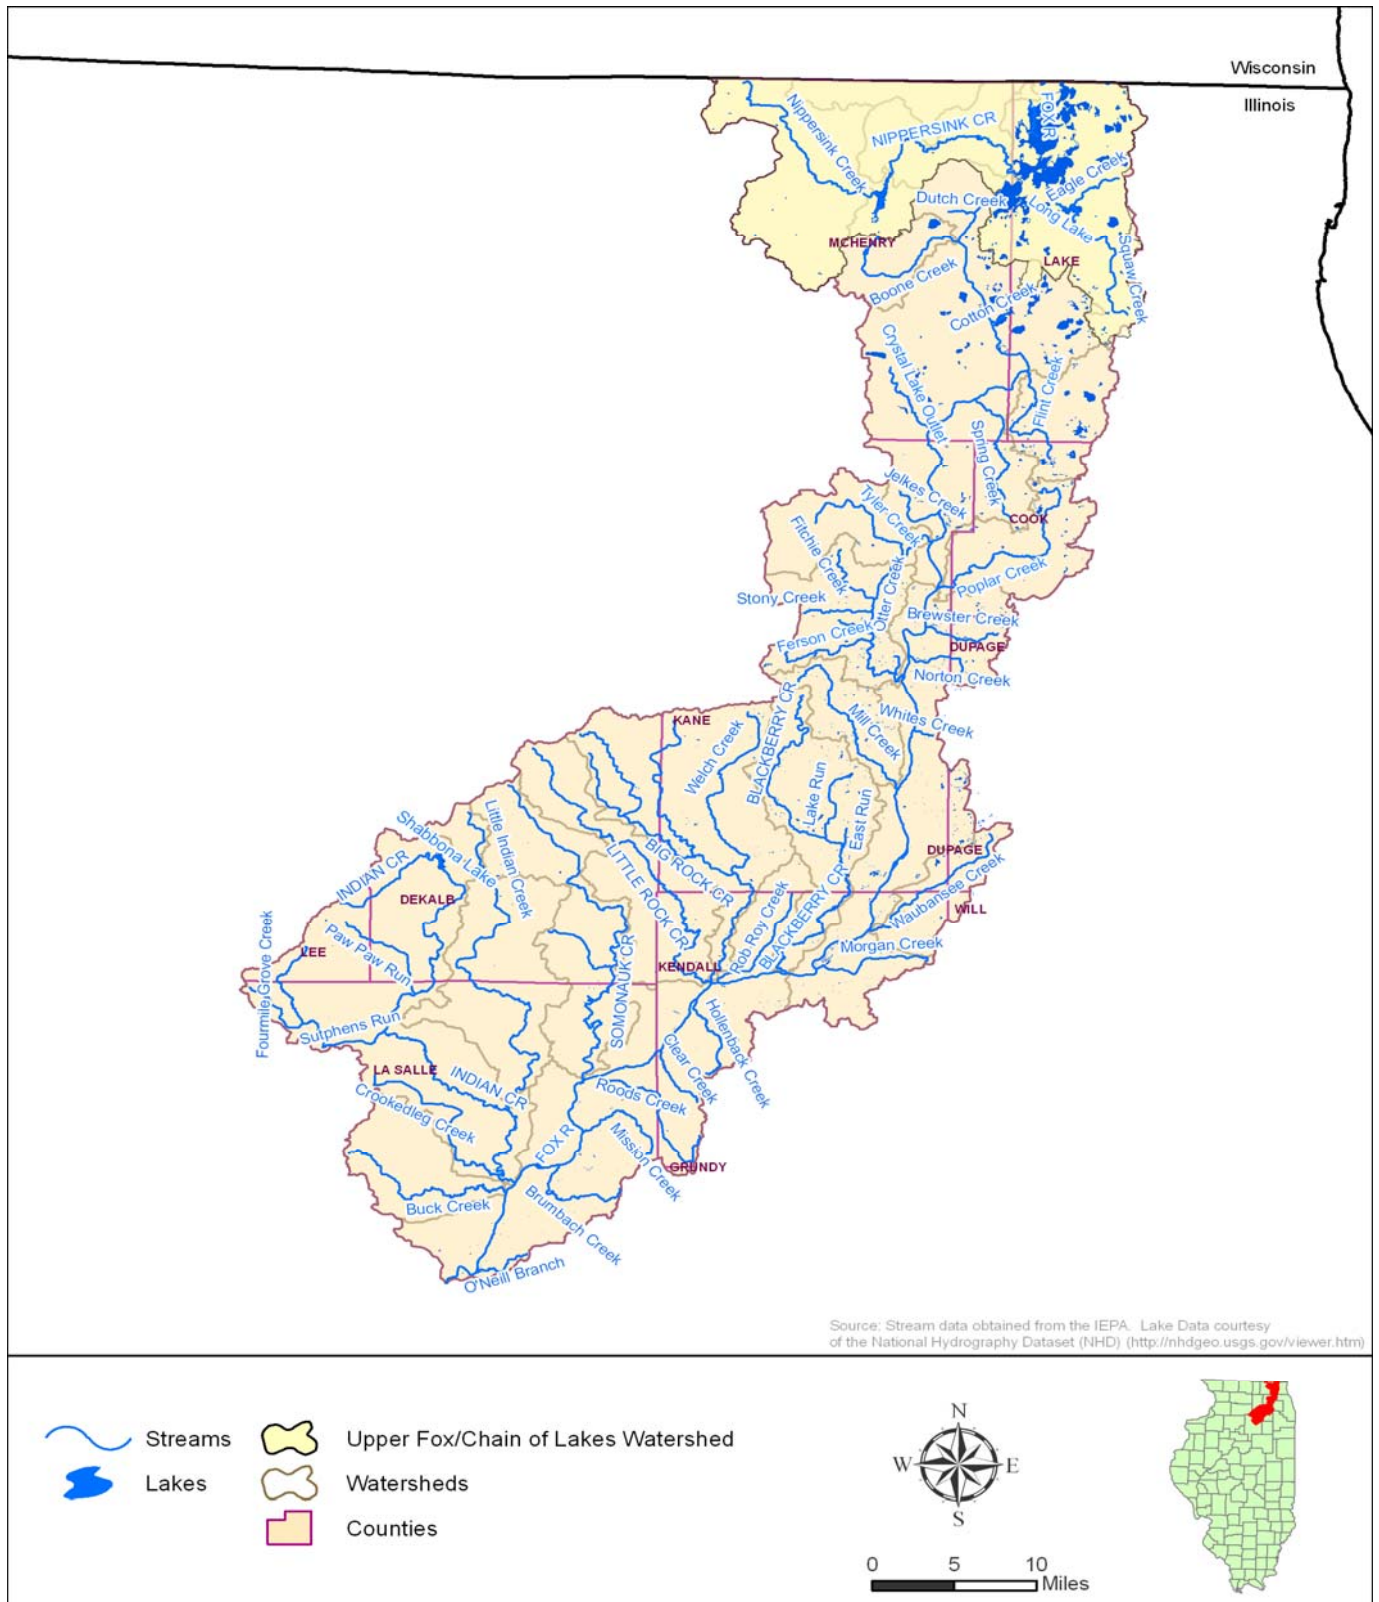 Wisconsin
Illinois
FOX R
NIPPERSINK CR
Nippersink Creek
Eagle Creek
Dutch Creek
Long Lake
MCHENRY
LAKE
Squaw Creek
Boone Creek
Cotton Creek
Crystal Lake Outlet
Flint Creek
Spring Creek
Jelkes Creek
Tyler Creek
COOK
Fitchie Creek
Poplar Creek
Otter Creek
Stony Creek
Brewster Creek
Ferson Creek
DUPAGE
Norton Creek
BLACKBERRY CR
KANE
Whites Creek
Mill Creek
Welch Creek
Lake Run
East Run
Little Indian Creek
Shabbona Lake
BIG ROCK CR
LITTLE ROCK CR
DUPAGE
INDIAN CR
DEKALB
Waubansee Creek
WILL
Rob Roy Creek
BLACKBERRY CR
Fourmile Grove Creek
Paw Paw Run
LEE
SOMONAUK CR
KENDALL
Morgan Creek
Sutphens Run
Hollenback Creek
Clear Creek
LA SALLE
INDIAN CR
Crookedleg Creek
Roods Creek
FOX R
Mission Creek
GRUNDY
Buck Creek
Brumbach Creek
O'Neill Branch
Source: Stream data obtained from the IEPA. Lake Data courtesy
of the National Hydrography Dataset (NHD) (http://nhdgeo.usgs.gov/viewer.htm)
Streams
Lakes
Upper Fox/Chain of Lakes Watershed
Watersheds
Counties
N
W E
S
0 5 10
Miles